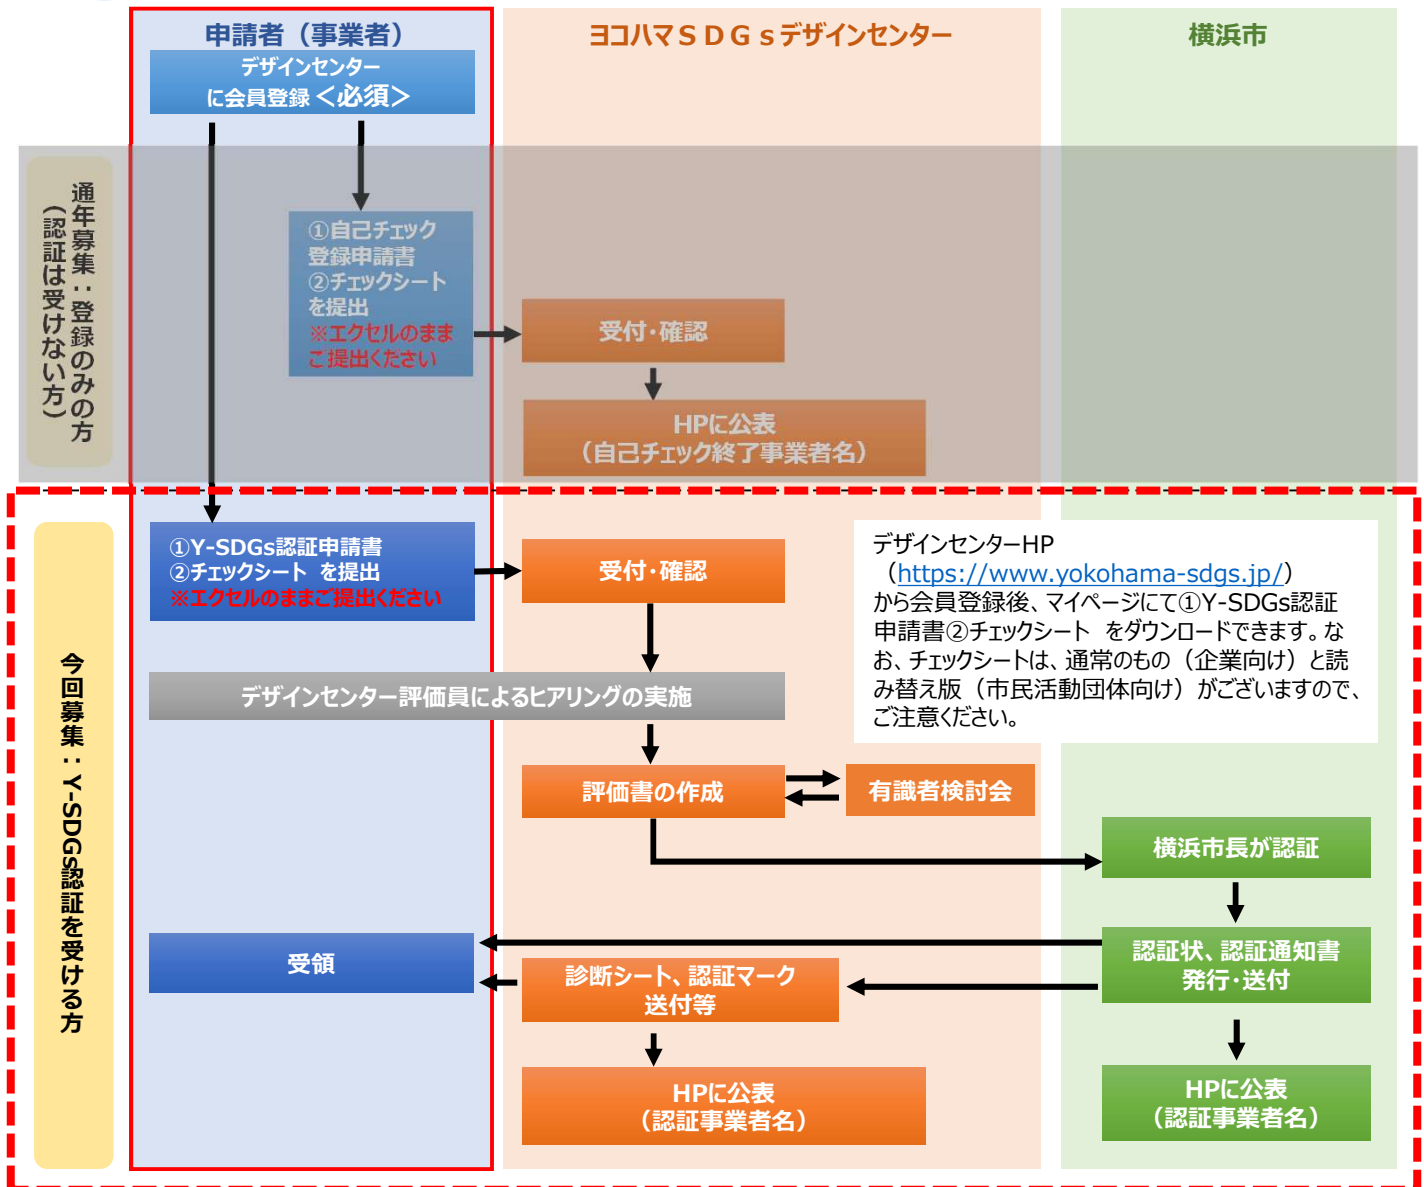 申請者（事業者）
ヨコハマＳＤＧｓデザインセンター
横浜市
デザインセンター
に会員登録＜必須＞
通年募集：登録のみの方
（認証は受けない方）
①自己チェック
登録申請書
②チェックシート
を提出
※エクセルのまま
ご提出ください
受付・確認
HPに公表
（自己チェック終了事業者名）
今回募集：Y-SDGs認証を受ける方
①Y-SDGs認証申請書
②チェックシート を提出
※エクセルのままご提出ください
受付・確認
デザインセンターHP
（https://www.yokohama-sdgs.jp/）
から会員登録後、マイページにて①Y-SDGs認証
申請書②チェックシート をダウンロードできます。な
お、チェックシートは、通常のもの（企業向け）と読
み替え版（市民活動団体向け）がございますので、
ご注意ください。
デザインセンター評価員によるヒアリングの実施
評価書の作成
有識者検討会
横浜市長が認証
受領
診断シート、認証マーク
送付等
認証状、認証通知書
発行・送付
HPに公表
（認証事業者名）
HPに公表
（認証事業者名）